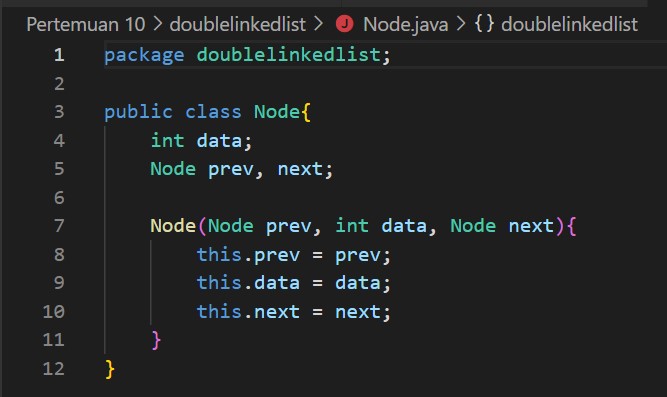 Pertemuan 10 > doublelinkedlist > J Node.java > {} doublelinkedlist
1 package doublelinkedlist;
2
3 public class Node{
4     int data;
5     Node prev, next;
6
7     Node(Node prev, int data, Node next){
8         this.prev = prev;
9         this.data = data;
10         this.next = next;
11     }
12 }